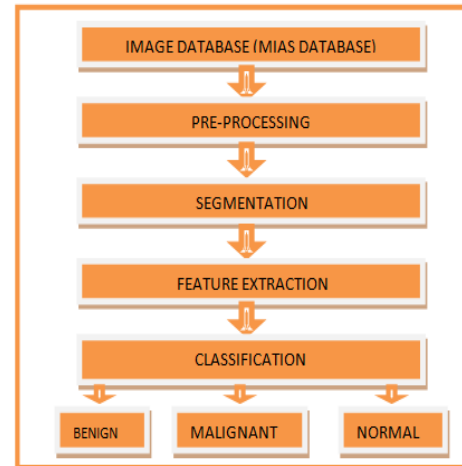 IMAGE DATABASE (MIAS DATABASE)
PRE-PROCESSING
SEGMENTATION
FEATURE EXTRACTION
CLASSIFICATION
BENIGN
MALIGNANT
NORMAL